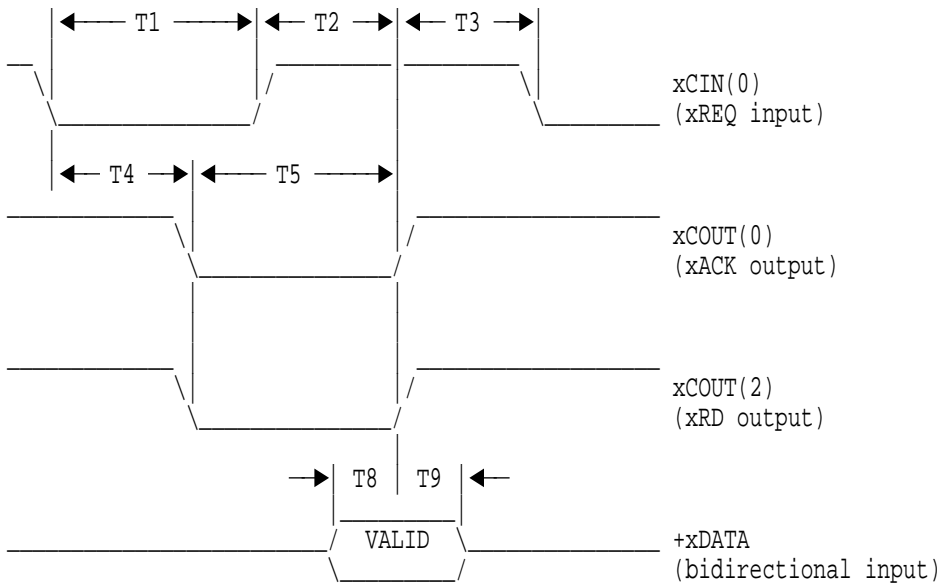 T1 T2 T3
xCIN(0)
(xREQ input)
T4 T5
xCOUT(0)
(xACK output)
xCOUT(2)
(xRD output)
T8 T9
VALID +xDATA
(bidirectional input)